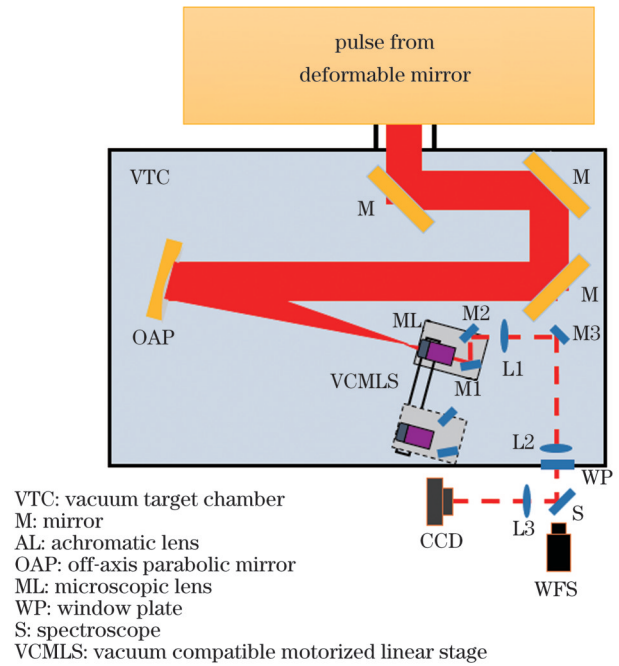 pulse from
deformable mirror
VTC
M
M
M
OAP
ML
M2
M3
L1
M1
VCMLS
L2
WP
S
L3
CCD
WFS
VTC: vacuum target chamber
M: mirror
AL: achromatic lens
OAP: off-axis parabolic mirror
ML: microscopic lens
WP: window plate
S: spectroscope
VCMLS: vacuum compatible motorized linear stage